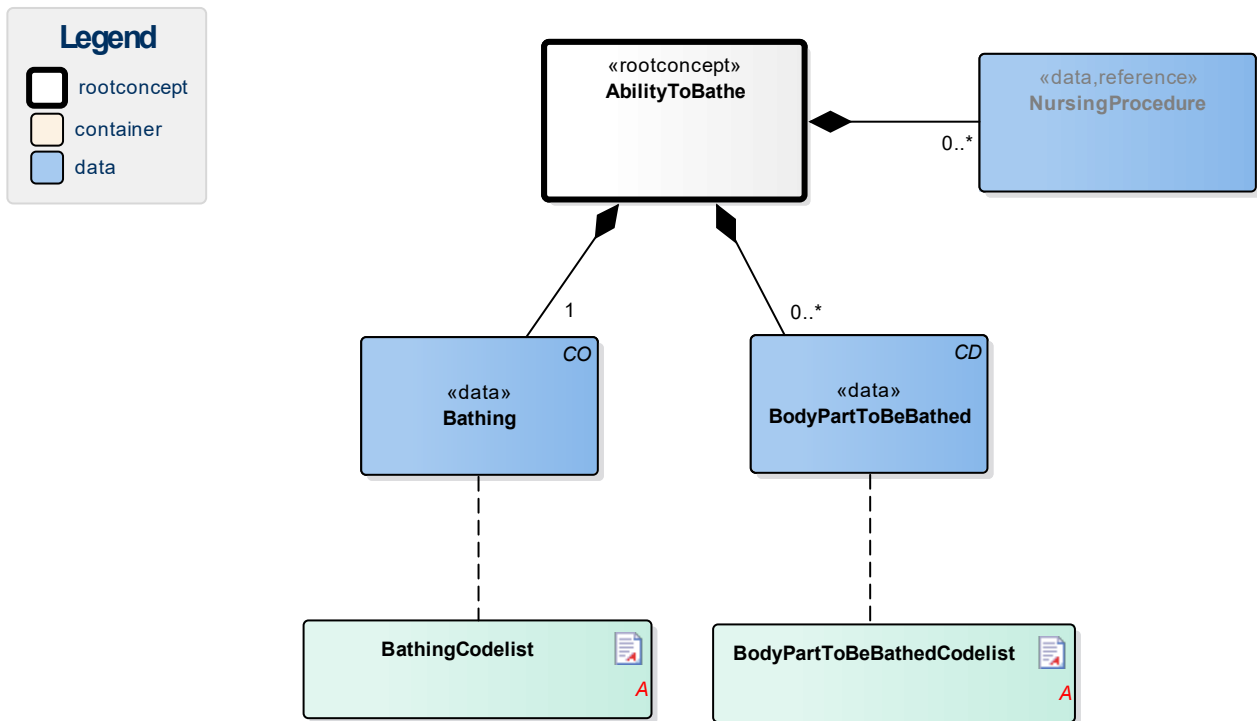 Legend
rootconcept
container
data
«rootconcept»
AbilityToBathe
«data,reference»
NursingProcedure
0..*
1
0..*
CO
«data»
Bathing
CD
«data»
BodyPartToBeBathed
BathingCodelist
A
BodyPartToBeBathedCodelist
A